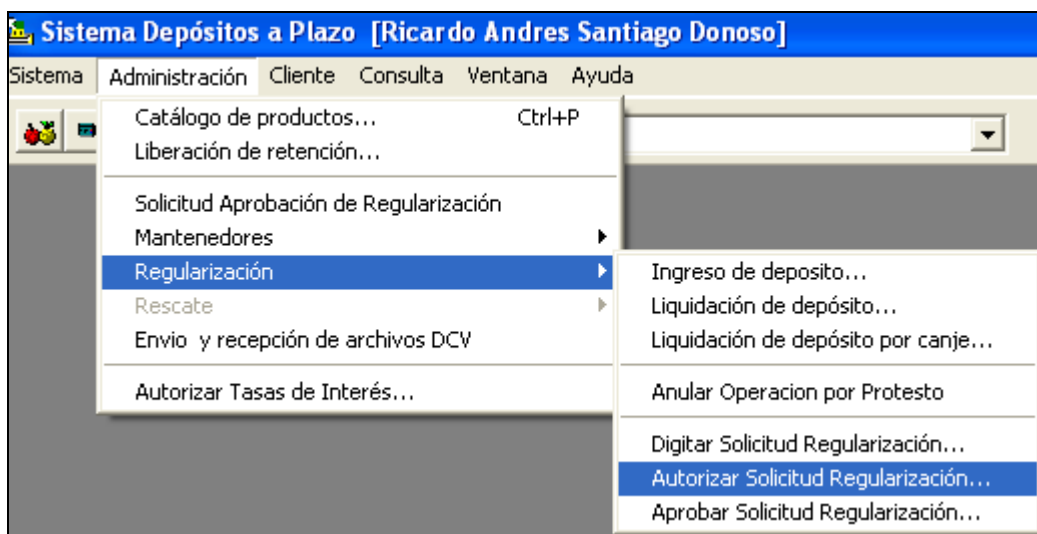 Sistema Depósitos a Plazo [Ricardo Andres Santiago Donoso]
Sistema Administración Cliente Consulta Ventana Ayuda
Catálogo de productos... Ctrl+P
Liberación de retención...
Solicitud Aprobación de Regularización
Mantenedores
Regularización
Rescate
Envio y recepción de archivos DCV
Autorizar Tasas de Interés...
Ingreso de deposito...
Liquidación de depósito...
Liquidación de depósito por canje...
Anular Operacion por Protesto
Digitar Solicitud Regularización...
Autorizar Solicitud Regularización...
Aprobar Solicitud Regularización...